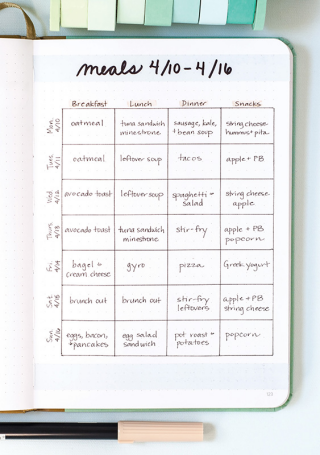 meals 4/10-4/16
Breakfast Lunch Dinner Snacks
Mon. 4/10
oatmeal
tuna sandwich
minestrone
sausage, kale,
+ bean soup
string cheese
hummus + pita
Tues 4/11
oatmeal
leftover soup
tacos
apple + PB
Wed 4/12
avocado toast
leftover soup
spaghetti +
salad
string cheese
apple
Thurs 4/13
avocado toast
tuna sandwich
minestrone
stir-fry
apple + PB
popcorn
Fri. 4/14
bagel +
cream cheese
gyro
pizza
Greek yogurt
Sat 4/15
brunch out
brunch out
stir-fry
leftovers
apple + PB
string cheese
Sun 4/16
eggs, bacon,
+ pancakes
egg salad
sandwich
pot roast +
potatoes
popcorn